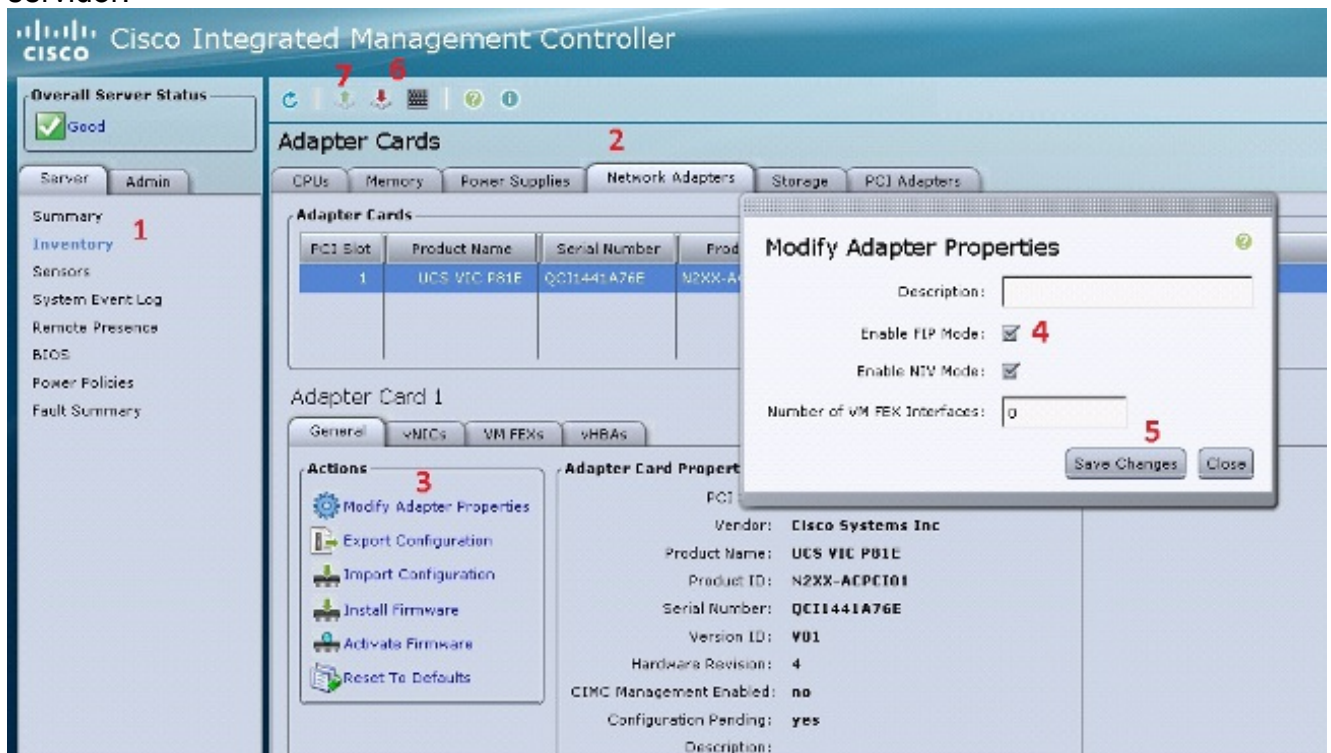 cisco Cisco Integrated Management Controller
7 6
Overall Server Status
Good
Server Admin
Summary
1
Inventory
Sensors
System Event Log
Remote Presence
BIOS
Power Policies
Fault Summary
Adapter Cards
2
CPUs Memory Power Supplies Network Adapters Storage PCI Adapters
Adapter Cards
PCI Slot Product Name Serial Number Prod
1 UCS VIC P81E QCI1441A76E N2XX-A
Adapter Card 1
General vNICs VM FEXs vHBAs
Actions
3
Modify Adapter Properties
Export Configuration
Import Configuration
Install Firmware
Activate Firmware
Reset To Defaults
Adapter Card Propert
PCI
Vendor: Cisco Systems Inc
Product Name: UCS VIC P81E
Product ID: N2XX-ACPCI01
Serial Number: QCI1441A76E
Version ID: V01
Hardware Revision: 4
CIMC Management Enabled: no
Configuration Pending: yes
Description:
Modify Adapter Properties
Description:
Enable FIP Mode: 4
Enable NIV Mode:
Number of VM FEX Interfaces: 0
5
Save Changes Close